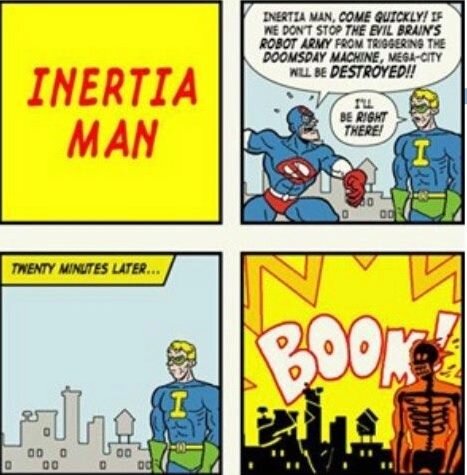 INERTIA
MAN
INERTIA MAN, COME QUICKLY! IF
WE DON'T STOP THE EVIL BRAIN'S
ROBOT ARMY FROM TRIGGERING THE
DOOMSDAY MACHINE, MEGA-CITY
WILL BE DESTROYED!!
I'LL
BE RIGHT
THERE!
I
TWENTY MINUTES LATER...
I
BOOM!